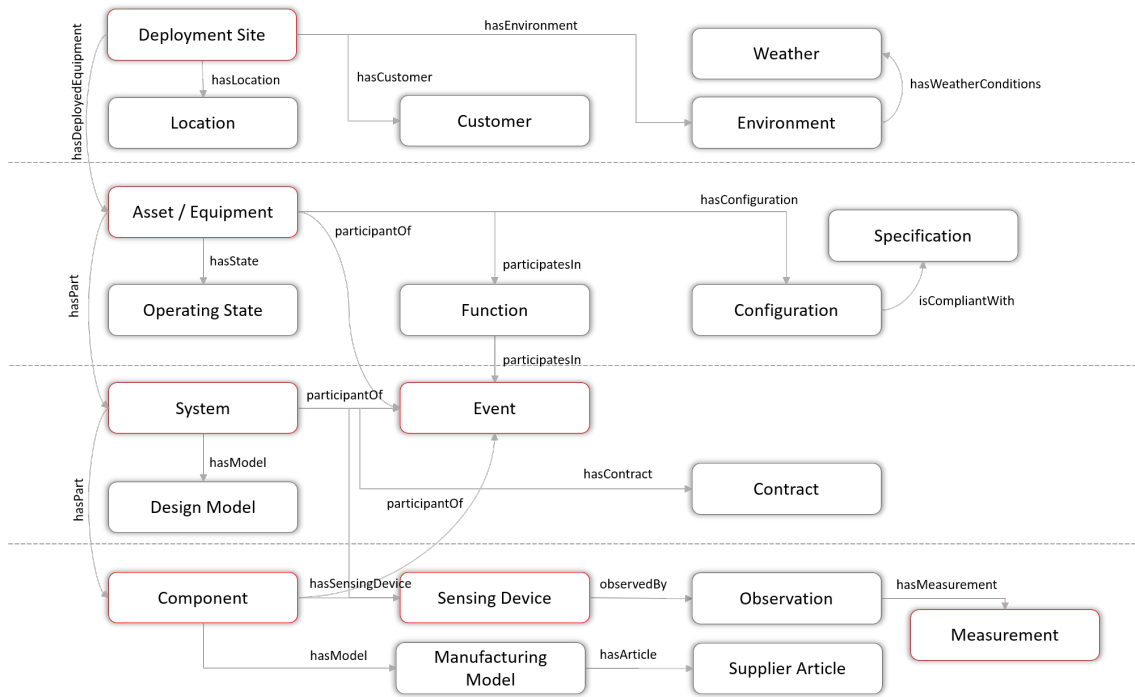 Deployment Site
hasEnvironment
Weather
hasDeployedEquipment
hasLocation
hasCustomer
hasWeatherConditions
Location
Customer
Environment
Asset / Equipment
participantOf
hasConfiguration
Specification
hasState
participatesIn
hasPart
Operating State
Function
Configuration
isCompliantWith
participatesIn
System
participantOf
Event
hasModel
hasContract
hasPart
Design Model
participantOf
Contract
Component
hasSensingDevice
Sensing Device
observedBy
Observation
hasMeasurement
Measurement
hasModel
Manufacturing
Model
hasArticle
Supplier Article